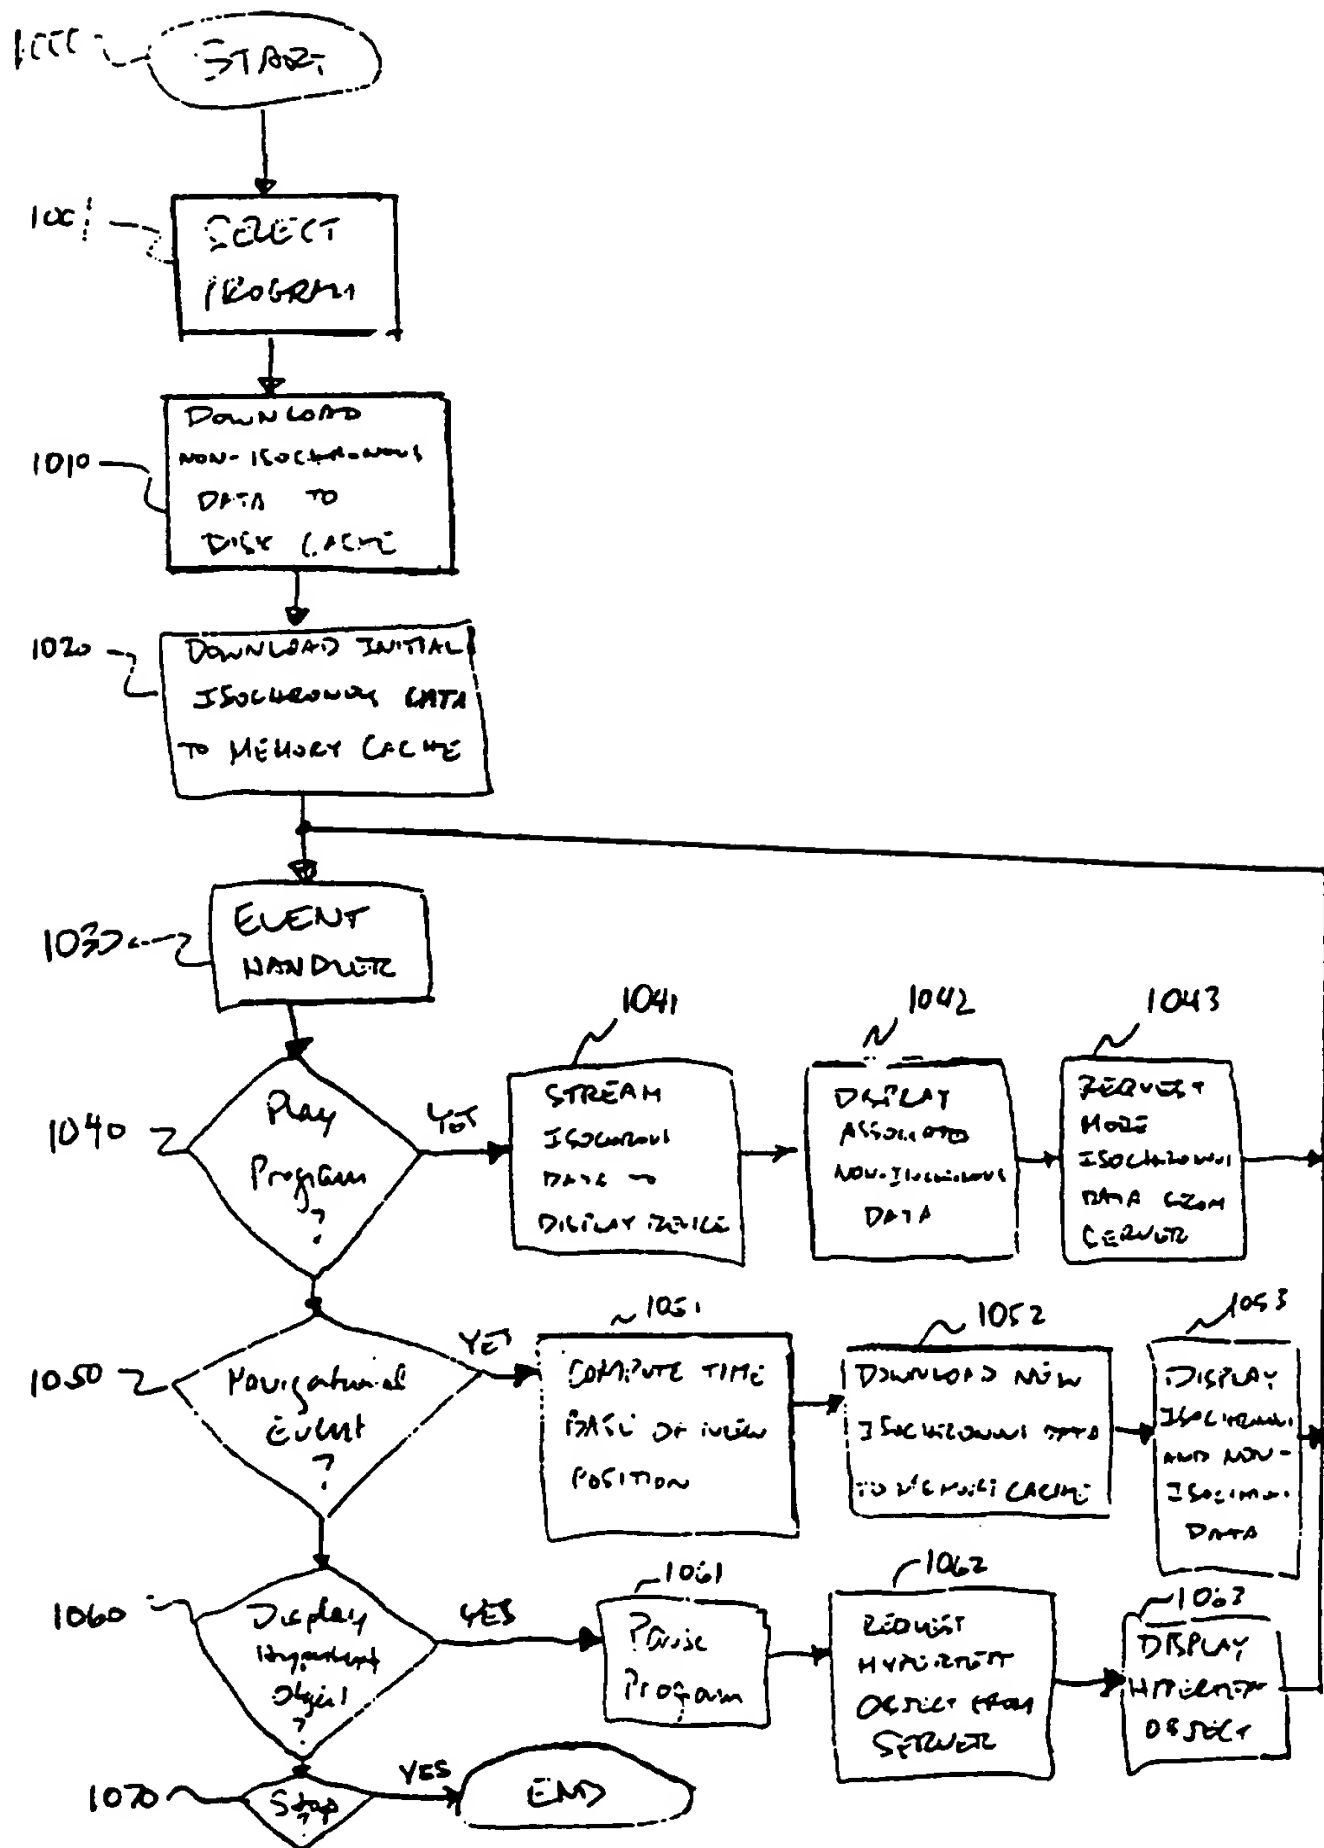 START
1001
SELECT
PROGRAM
1010
DOWNLOAD
NON-ISOCHRONOUS
DATA TO
DISK CACHE
1020
DOWNLOAD INITIAL
ISOCHRONOUS DATA
TO MEMORY CACHE
1030
EVENT
HANDLER
1040
Play
Program
?
YES
1041
STREAM
ISOCHRONOUS
DATA TO
DISPLAY DEVICE
1042
DISPLAY
ASSOCIATED
NON-ISOCHRONOUS
DATA
1043
REQUEST
MORE
ISOCHRONOUS
DATA FROM
SERVER
1050
Navigational
Event
?
YES
1051
COMPUTE TIME
BASE OF NEW
POSITION
1052
DOWNLOAD NEW
ISOCHRONOUS DATA
TO MEMORY CACHE
1053
DISPLAY
ISOCHRONOUS
AND NON-
ISOCHRONOUS
DATA
1060
Display
Hypertext
Object
?
YES
1061
Pause
Program
1062
REQUEST
HYPERTEXT
OBJECT FROM
SERVER
1063
DISPLAY
HYPERTEXT
OBJECT
1070
Stop
?
YES
END